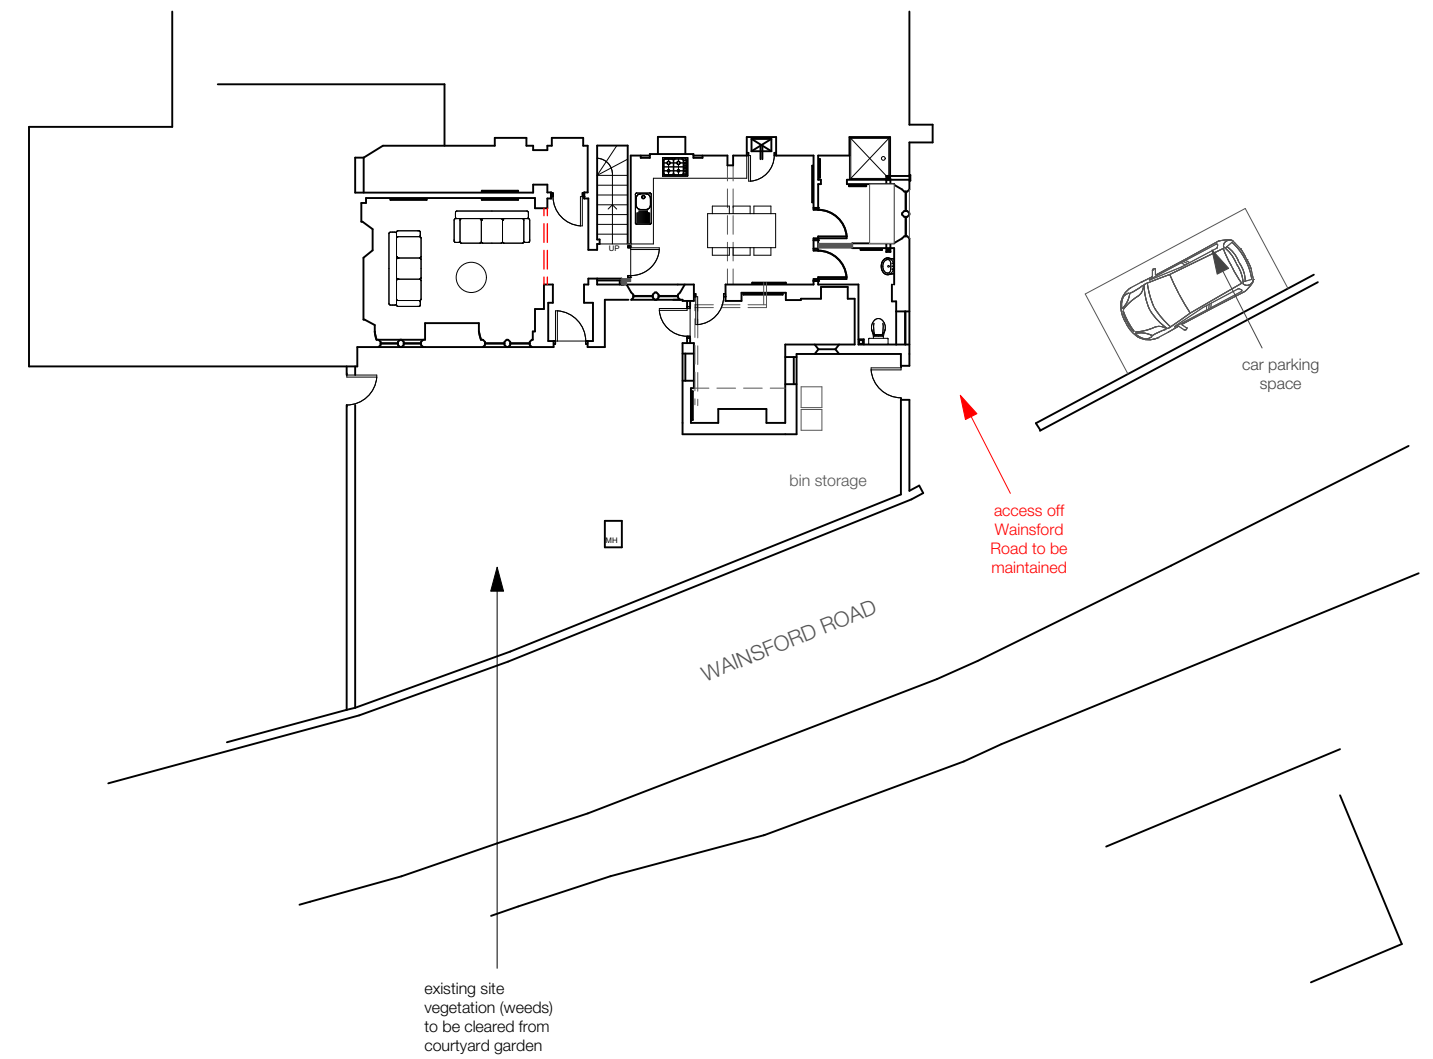 UP
car parking
space
bin storage
access off
Wainsford
Road to be
maintained
MH
WAINSFORD ROAD
existing site
vegetation (weeds)
to be cleared from
courtyard garden